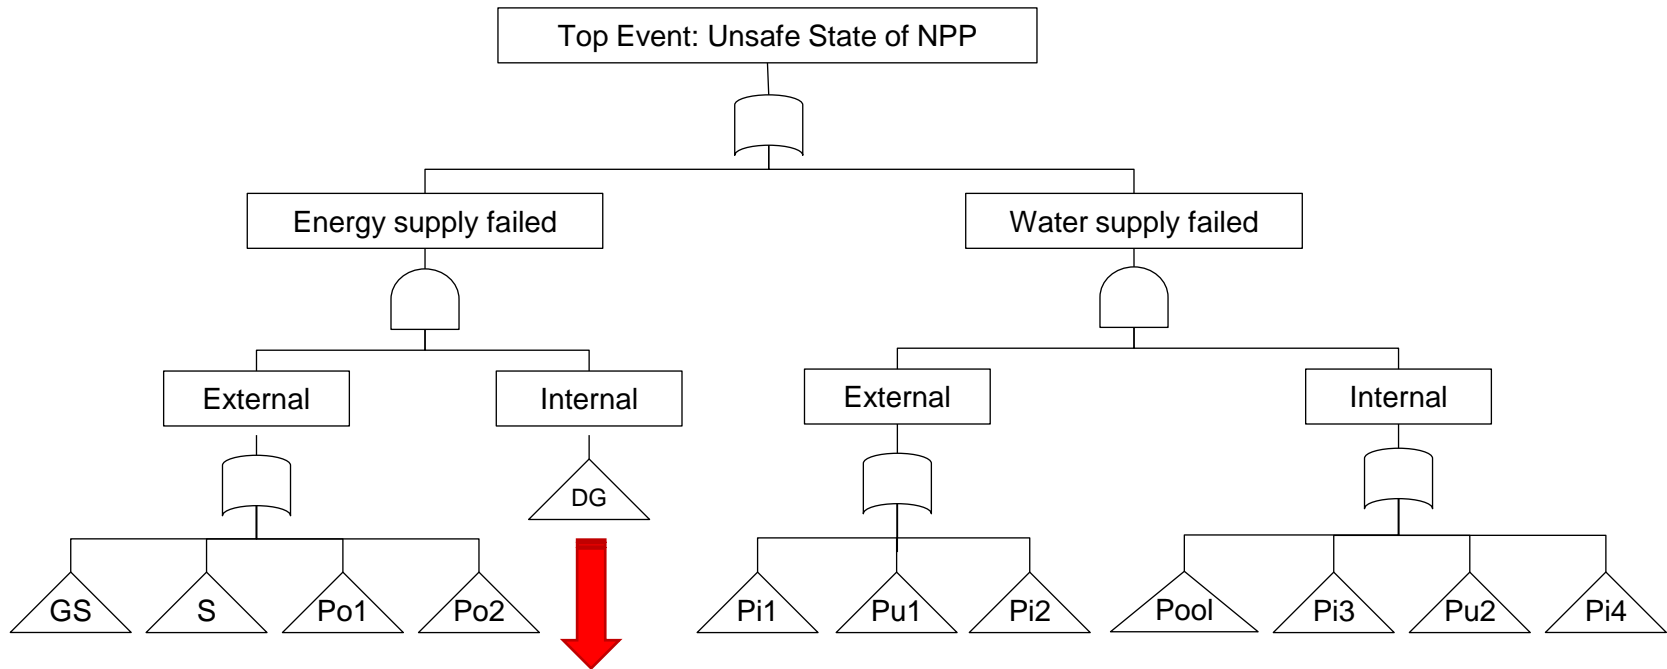 Top Event: Unsafe State of NPP
Energy supply failed
Water supply failed
External
Internal
External
Internal
DG
GS
S
Po1
Po2
Pi1
Pu1
Pi2
Pool
Pi3
Pu2
Pi4